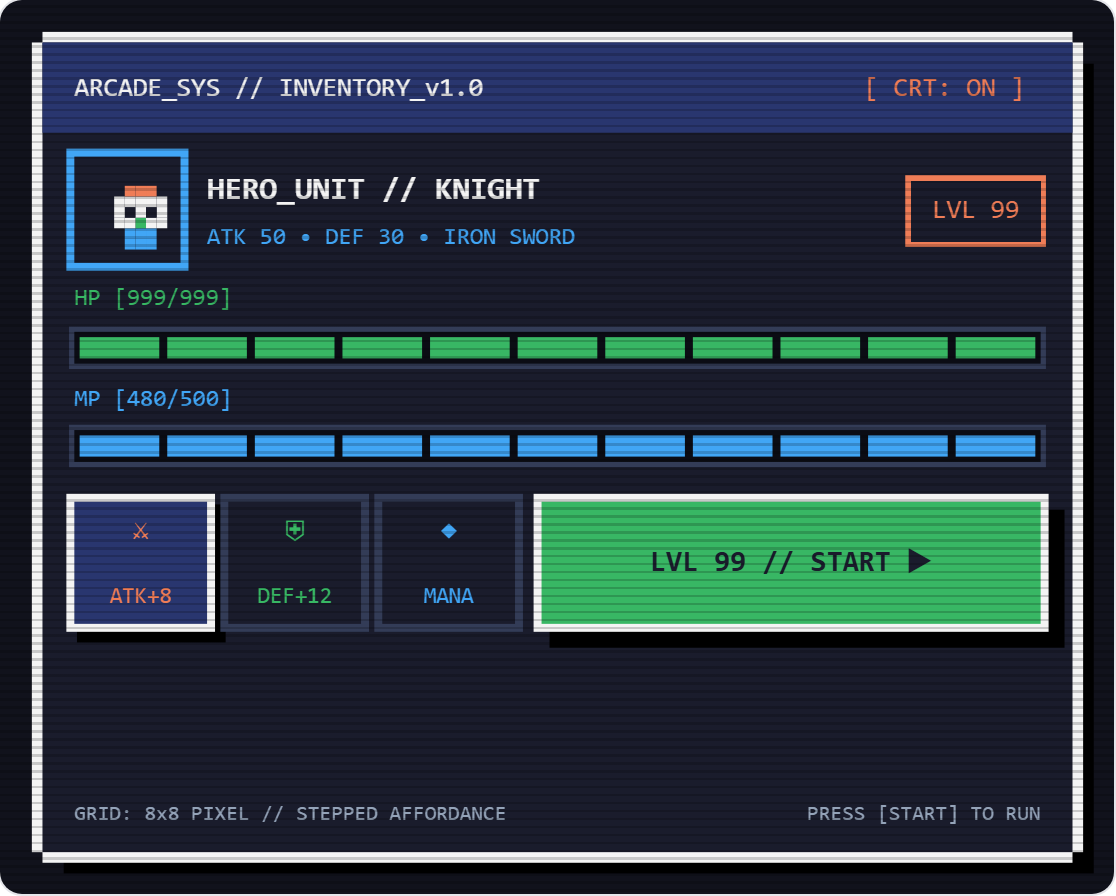 ARCADE_SYS // INVENTORY_v1.0
[ CRT: ON ]
HERO_UNIT // KNIGHT
ATK 50 • DEF 30 • IRON SWORD
LVL 99
HP [999/999]
MP [480/500]
ATK+8
DEF+12
MANA
LVL 99 // START ▶
GRID: 8x8 PIXEL // STEPPED AFFORDANCE
PRESS [START] TO RUN